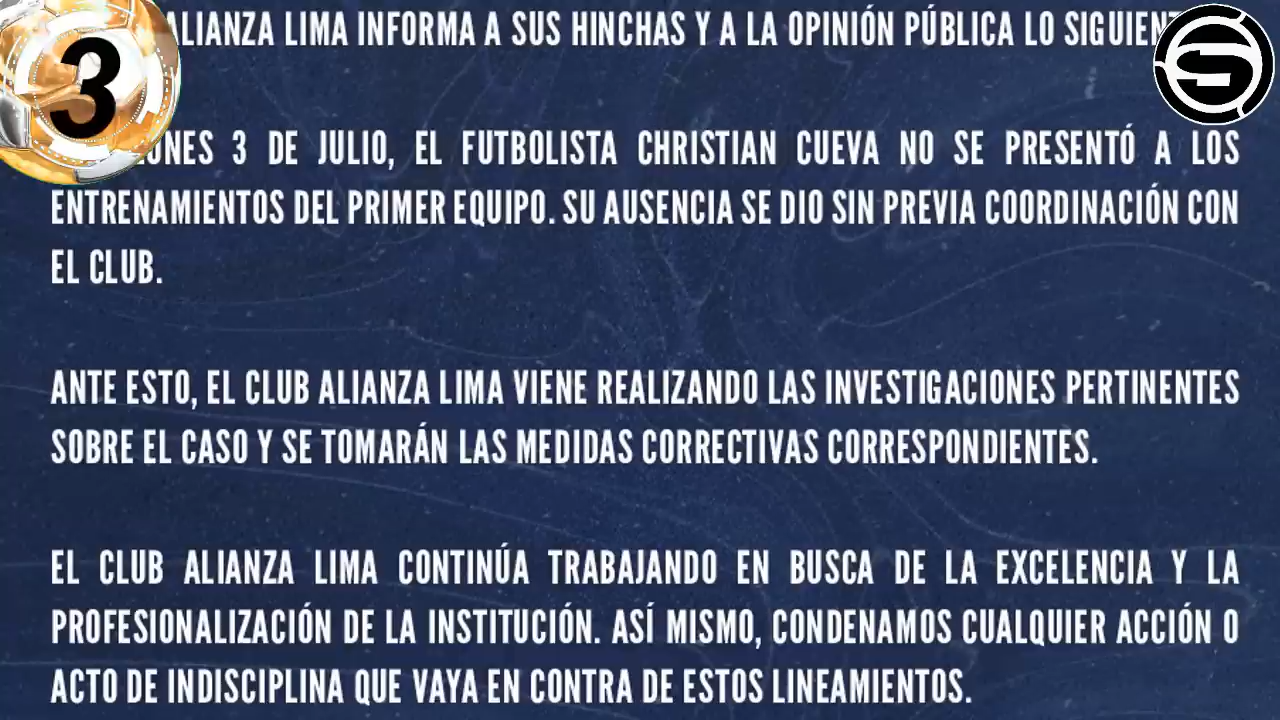 3
LIANZA LIMA INFORMA A SUS HINCHAS Y A LA OPINIÓN PÚBLICA LO SIGUIENT
3 DE JULIO, EL FUTBOLISTA CHRISTIAN CUEVA NO SE PRESENTÓ A LOS
ENTRENAMIENTOS DEL PRIMER EQUIPO. SU AUSENCIA SE DIO SIN PREVIA COORDINACIÓN CON
EL CLUB.
ANTE ESTO, EL CLUB ALIANZA LIMA VIENE REALIZANDO LAS INVESTIGACIONES PERTINENTES
SOBRE EL CASO Y SE TOMARÁN LAS MEDIDAS CORRECTIVAS CORRESPONDIENTES.
EL CLUB ALIANZA LIMA CONTINÚA TRABAJANDO EN BUSCA DE LA EXCELENCIA Y LA
PROFESIONALIZACIÓN DE LA INSTITUCIÓN. ASÍ MISMO, CONDENAMOS CUALQUIER ACCIÓN O
ACTO DE INDISCIPLINA QUE VAYA EN CONTRA DE ESTOS LINEAMIENTOS.